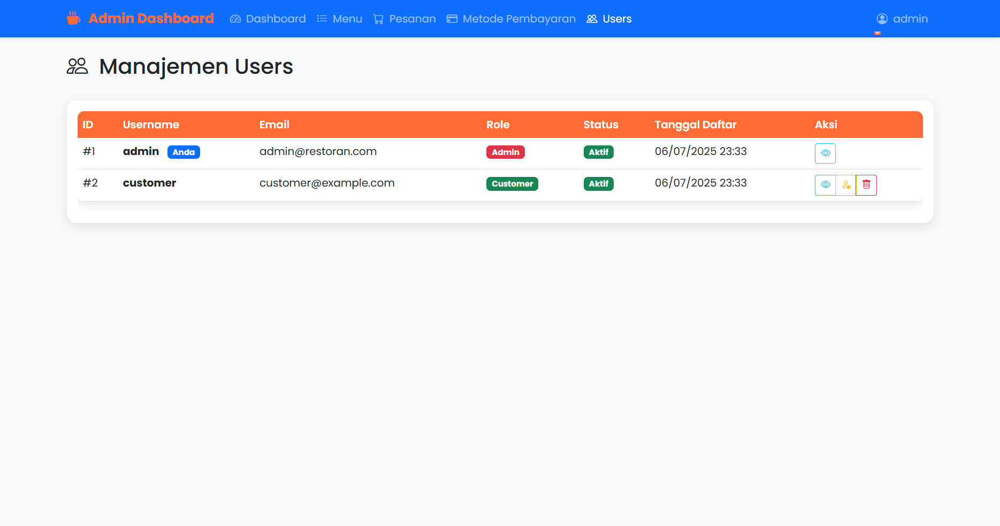 Admin Dashboard Dashboard Menu Pesanan Metode Pembayaran Users admin
Manajemen Users
ID Username Email Role Status Tanggal Daftar Aksi
#1 admin Anda admin@restoran.com Admin Aktif 06/07/2025 23:33
#2 customer customer@example.com Customer Aktif 06/07/2025 23:33